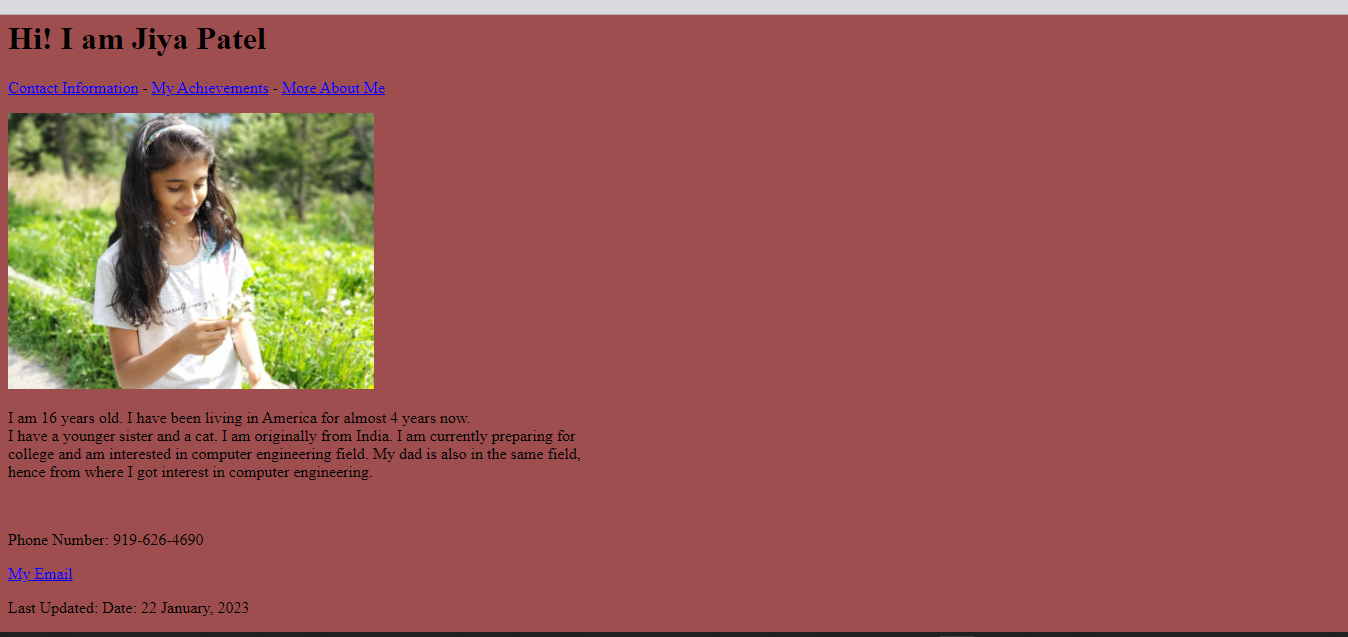 Hi! I am Jiya Patel
Contact Information - My Achievements - More About Me
I am 16 years old. I have been living in America for almost 4 years now.
I have a younger sister and a cat. I am originally from India. I am currently preparing for
college and am interested in computer engineering field. My dad is also in the same field,
hence from where I got interest in computer engineering.
Phone Number: 919-626-4690
My Email
Last Updated: Date: 22 January, 2023